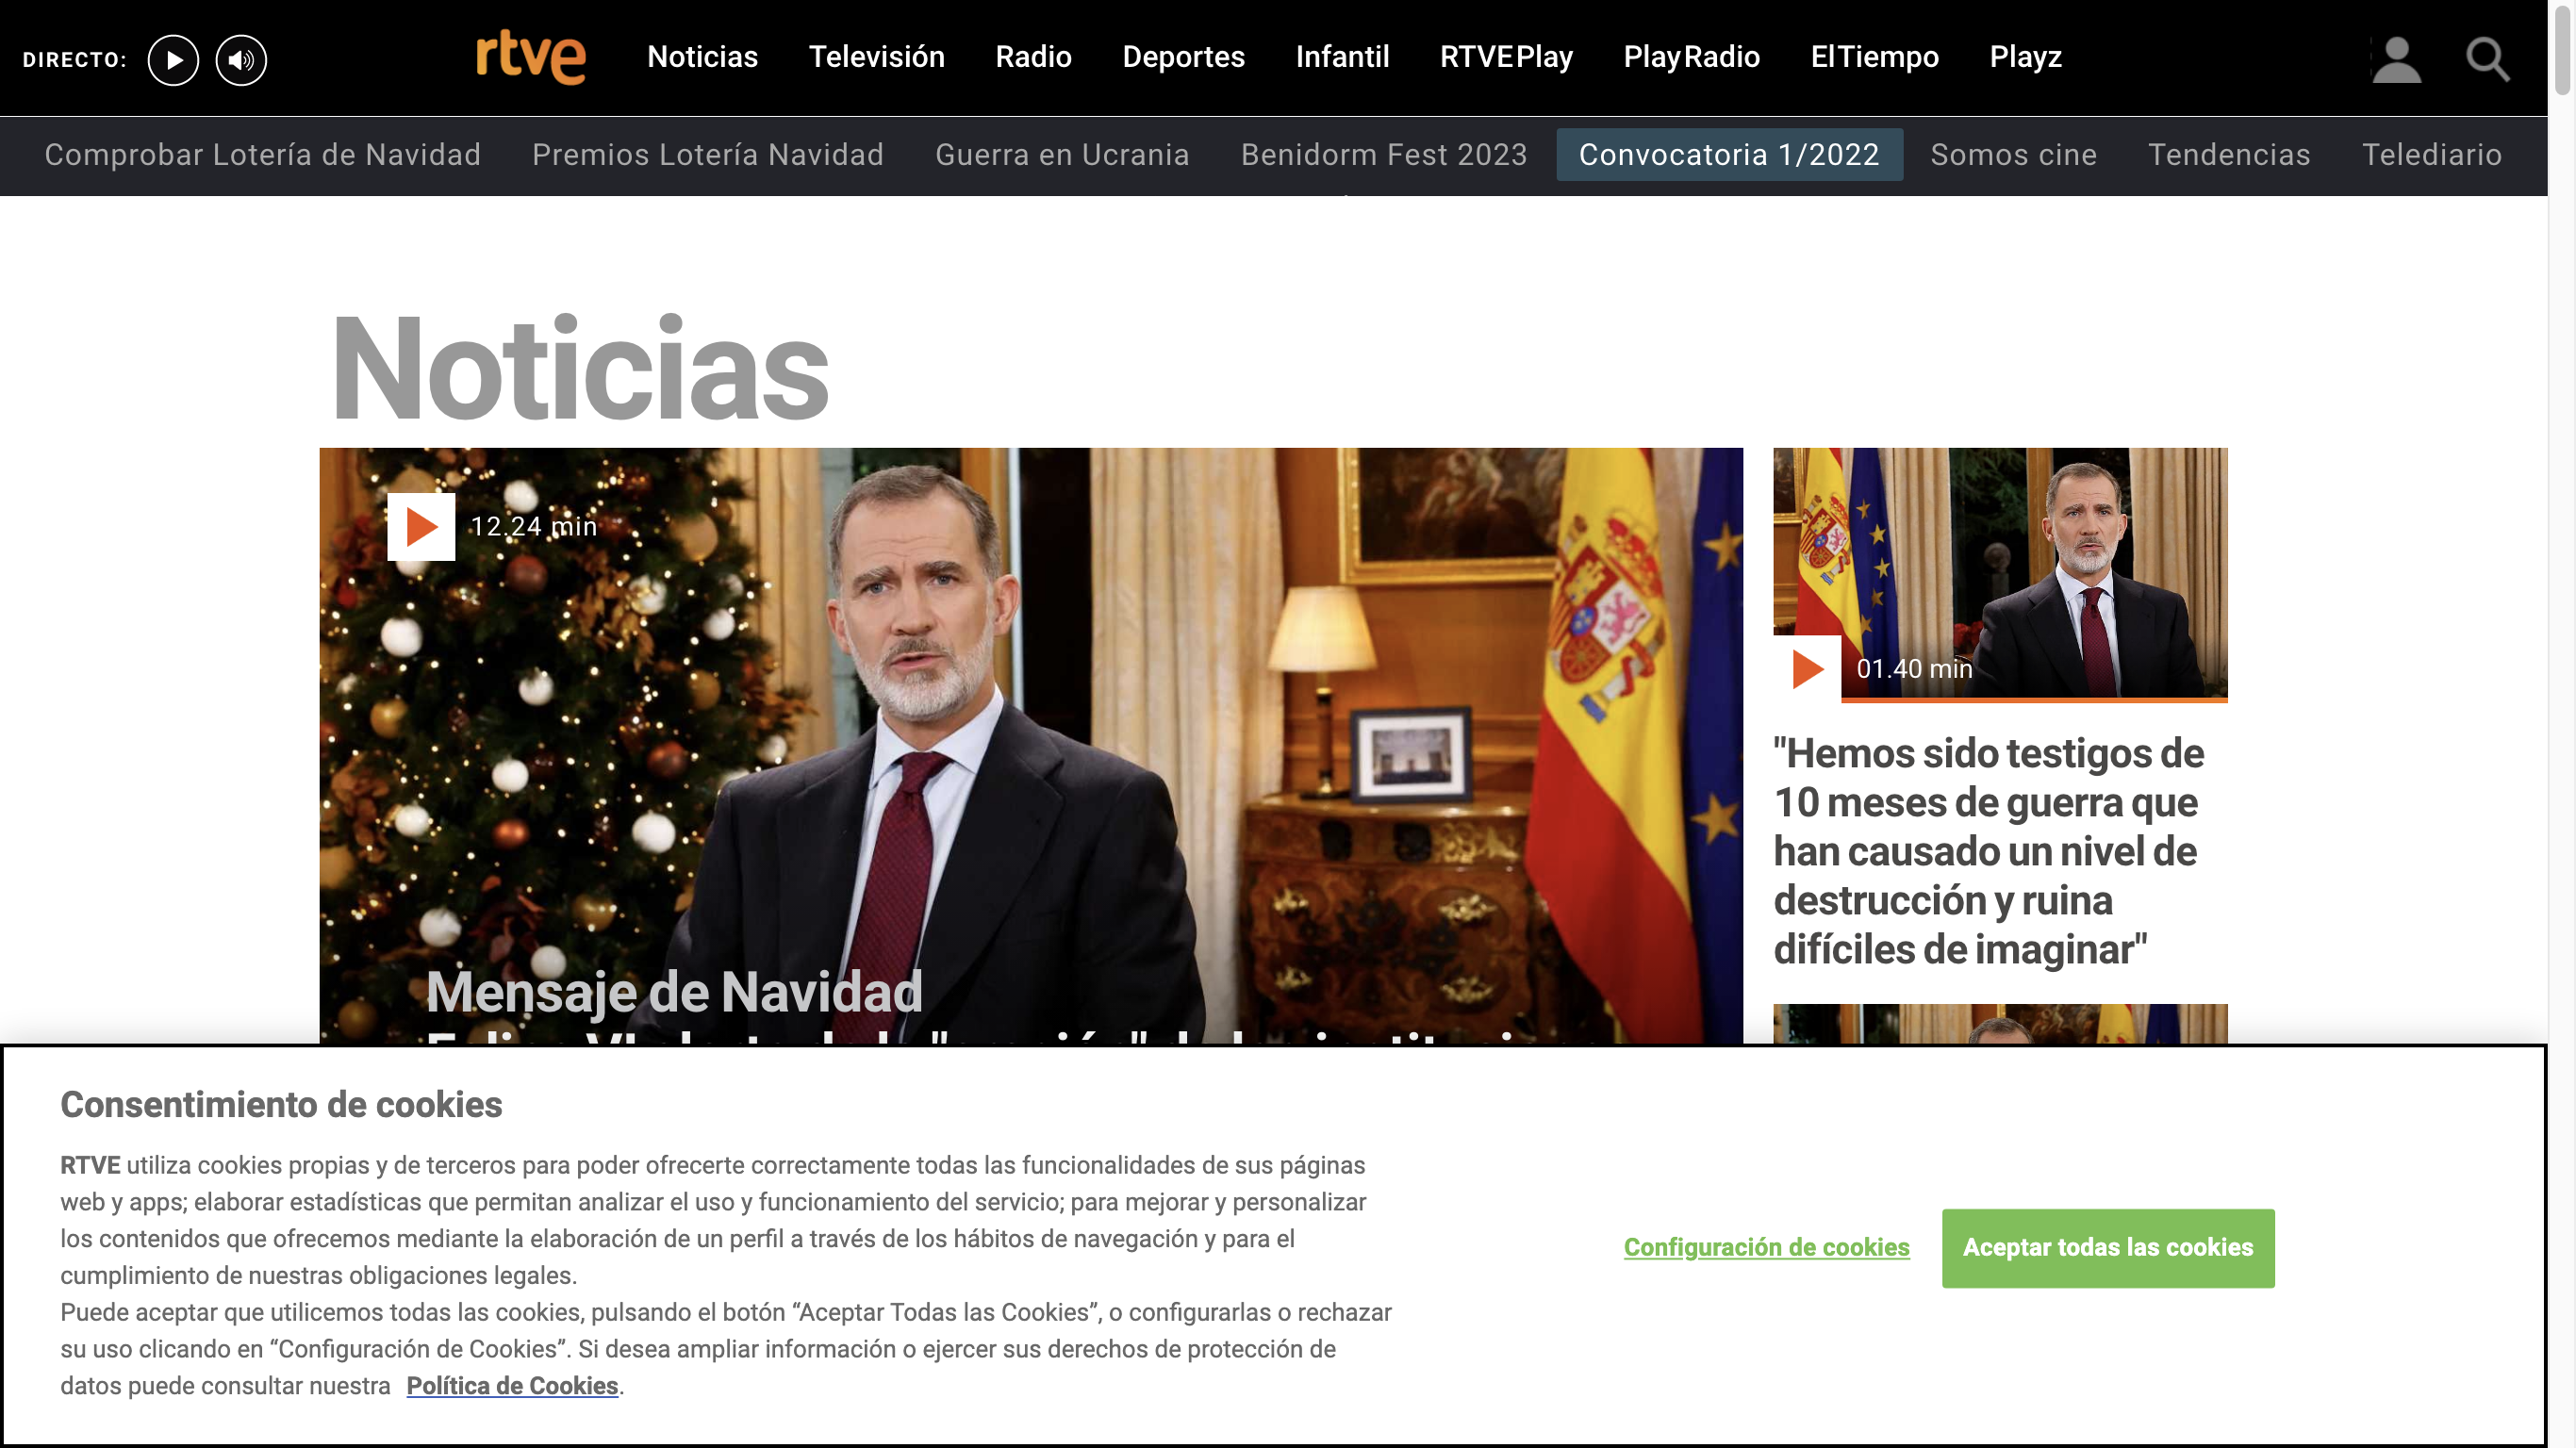 DIRECTO:
rtve
Noticias
Televisión
Radio
Deportes
Infantil
RTVEPlay
PlayRadio
ElTiempo
Playz
Comprobar Lotería de Navidad
Premios Lotería Navidad
Guerra en Ucrania
Benidorm Fest 2023
Convocatoria 1/2022
Somos cine
Tendencias
Telediario
Noticias
12.24 min
Mensaje de Navidad
01.40 min
"Hemos sido testigos de
10 meses de guerra que
han causado un nivel de
destrucción y ruina
difíciles de imaginar"
Consentimiento de cookies
RTVE utiliza cookies propias y de terceros para poder ofrecerte correctamente todas las funcionalidades de sus páginas
web y apps; elaborar estadísticas que permitan analizar el uso y funcionamiento del servicio; para mejorar y personalizar
los contenidos que ofrecemos mediante la elaboración de un perfil a través de los hábitos de navegación y para el
cumplimiento de nuestras obligaciones legales.
Puede aceptar que utilicemos todas las cookies, pulsando el botón “Aceptar Todas las Cookies”, o configurarlas o rechazar
su uso clicando en “Configuración de Cookies”. Si desea ampliar información o ejercer sus derechos de protección de
datos puede consultar nuestra Política de Cookies.
Configuración de cookies
Aceptar todas las cookies